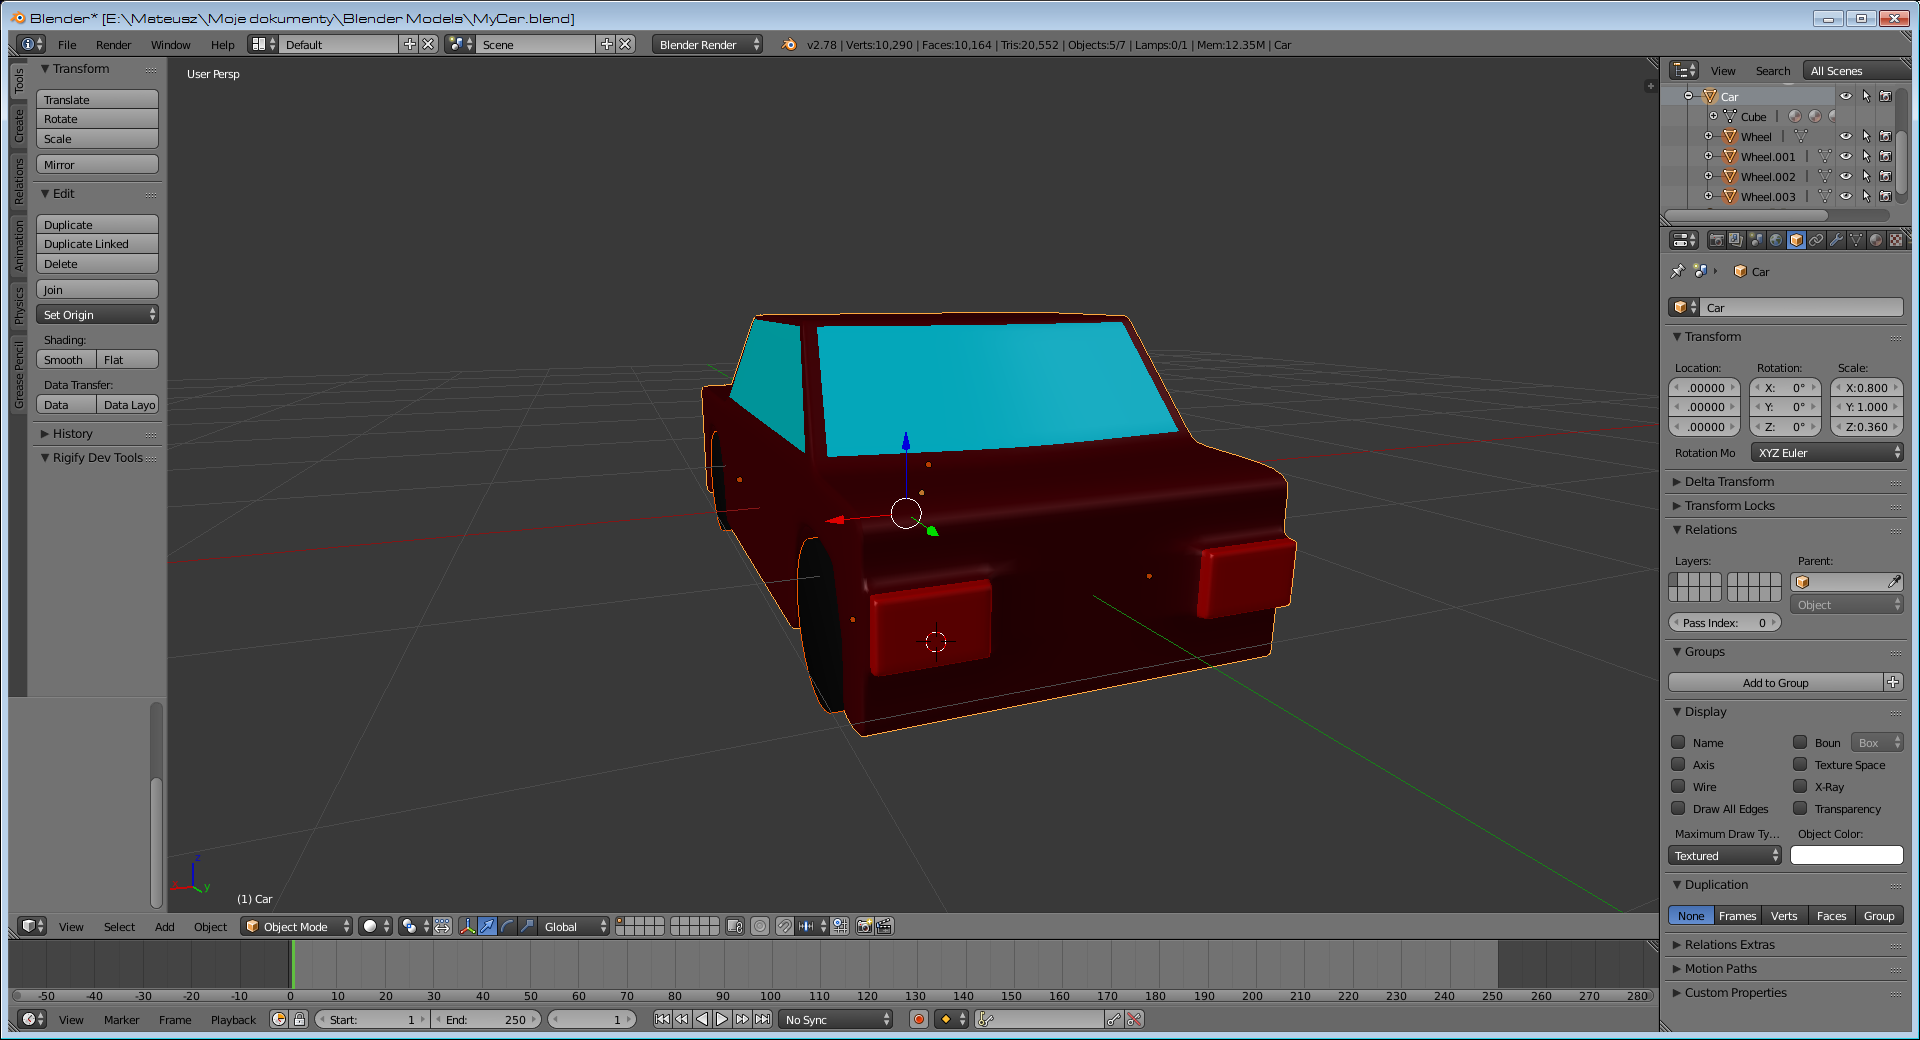 Blender* [E:\Mateusz\Moje dokumenty\Blender Models\MyCar.blend]
File Render Window Help Default Scene Blender Render v2.78 | Verts:10,290 | Faces:10,164 | Tris:20,552 | Objects:5/7 | Lamps:0/1 | Mem:12.35M | Car
Tools
Create
Relations
Animation
Physics
Grease Pencil
Transform
Translate
Rotate
Scale
Mirror
Edit
Duplicate
Duplicate Linked
Delete
Join
Set Origin
Shading:
Smooth Flat
Data Transfer:
Data Data Layo
History
Rigify Dev Tools
User Persp
z
x
y
(1) Car
View Search All Scenes
Car
Cube
Wheel
Wheel.001
Wheel.002
Wheel.003
Car
Car
Transform
Location: Rotation: Scale:
.00000 X: 0° X:0.800
.00000 Y: 0° Y: 1.000
.00000 Z: 0° Z:0.360
Rotation Mo XYZ Euler
Delta Transform
Transform Locks
Relations
Layers: Parent:
Object
Pass Index: 0
Groups
Add to Group
Display
Name Boun Box
Axis Texture Space
Wire X-Ray
Draw All Edges Transparency
Maximum Draw Ty... Object Color:
Textured
Duplication
None Frames Verts Faces Group
Relations Extras
Motion Paths
Custom Properties
View Select Add Object Object Mode Global
-50 -40 -30 -20 -10 0 10 20 30 40 50 60 70 80 90 100 110 120 130 140 150 160 170 180 190 200 210 220 230 240 250 260 270 280
View Marker Frame Playback Start: 1 End: 250 1 No Sync